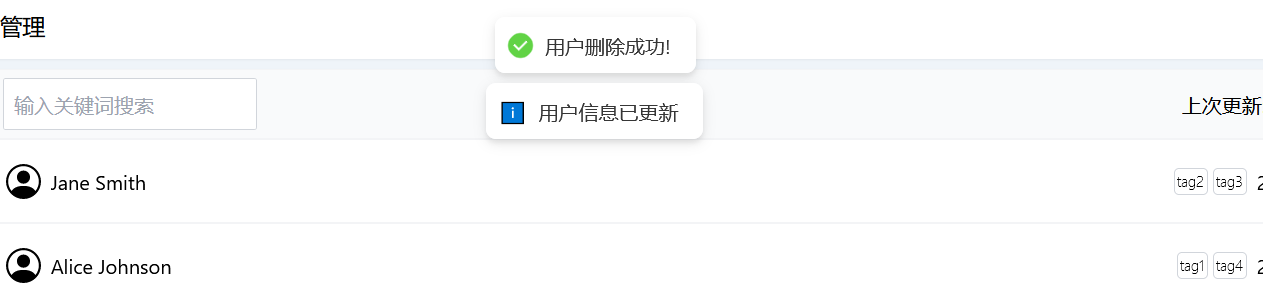 管理
用户删除成功!
用户信息已更新
输入关键词搜索
上次更新
Jane Smith
tag2 tag3
Alice Johnson
tag1 tag4